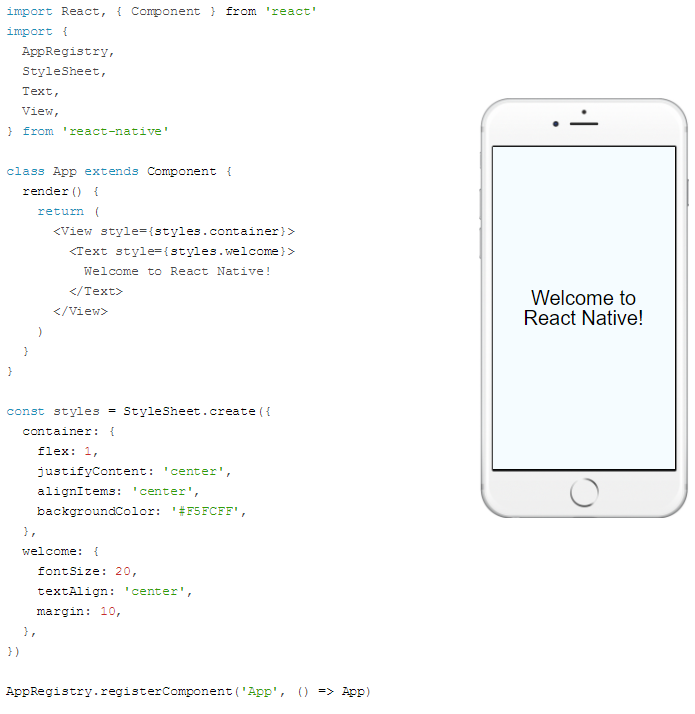 import React, { Component } from 'react'
import {
  AppRegistry,
  StyleSheet,
  Text,
  View,
} from 'react-native'

class App extends Component {
  render() {
    return (
      <View style={styles.container}>
        <Text style={styles.welcome}>
          Welcome to React Native!
        </Text>
      </View>
    )
  }
}

const styles = StyleSheet.create({
  container: {
    flex: 1,
    justifyContent: 'center',
    alignItems: 'center',
    backgroundColor: '#F5FCFF',
  },
  welcome: {
    fontSize: 20,
    textAlign: 'center',
    margin: 10,
  },
})

AppRegistry.registerComponent('App', () => App)
Welcome to
React Native!